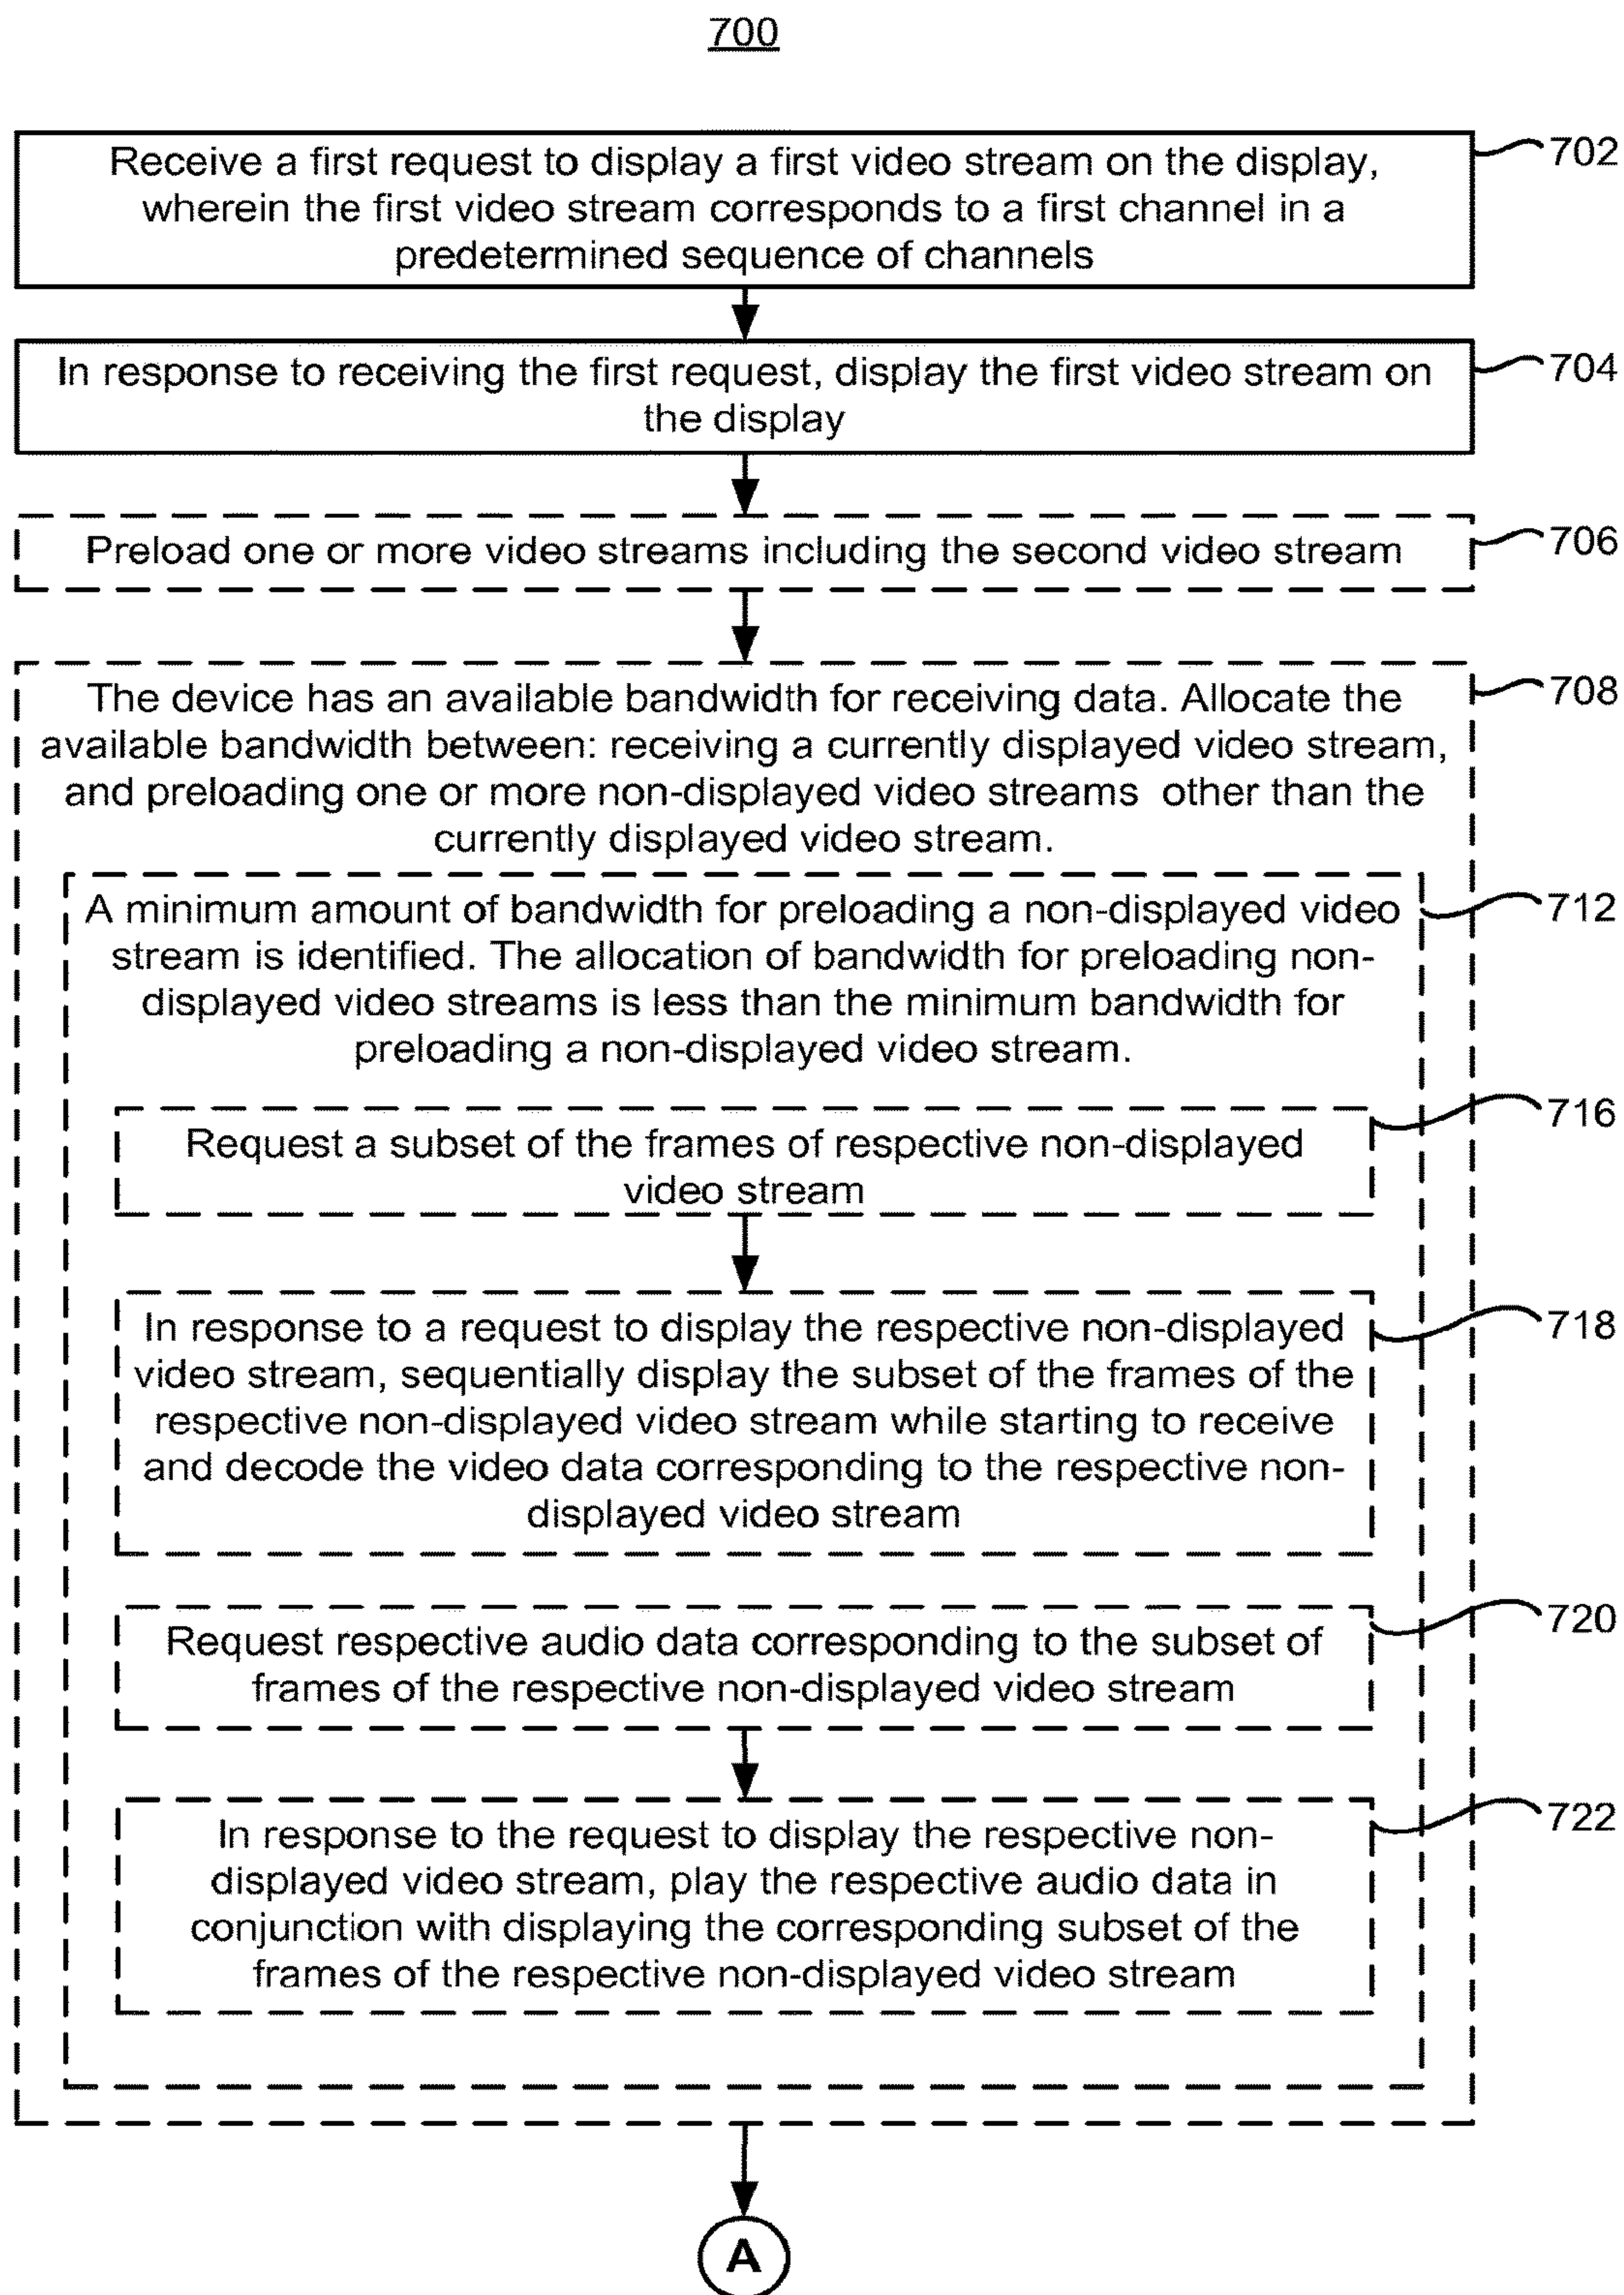 700
Receive a first request to display a first video stream on the display,
wherein the first video stream corresponds to a first channel in a
predetermined sequence of channels
702
In response to receiving the first request, display the first video stream on
the display
704
Preload one or more video streams including the second video stream
706
The device has an available bandwidth for receiving data. Allocate the
available bandwidth between: receiving a currently displayed video stream,
and preloading one or more non-displayed video streams other than the
currently displayed video stream.
708
A minimum amount of bandwidth for preloading a non-displayed video
stream is identified. The allocation of bandwidth for preloading non-
displayed video streams is less than the minimum bandwidth for
preloading a non-displayed video stream.
712
Request a subset of the frames of respective non-displayed
video stream
716
In response to a request to display the respective non-displayed
video stream, sequentially display the subset of the frames of the
respective non-displayed video stream while starting to receive
and decode the video data corresponding to the respective non-
displayed video stream
718
Request respective audio data corresponding to the subset of
frames of the respective non-displayed video stream
720
In response to the request to display the respective non-
displayed video stream, play the respective audio data in
conjunction with displaying the corresponding subset of the
frames of the respective non-displayed video stream
722
A